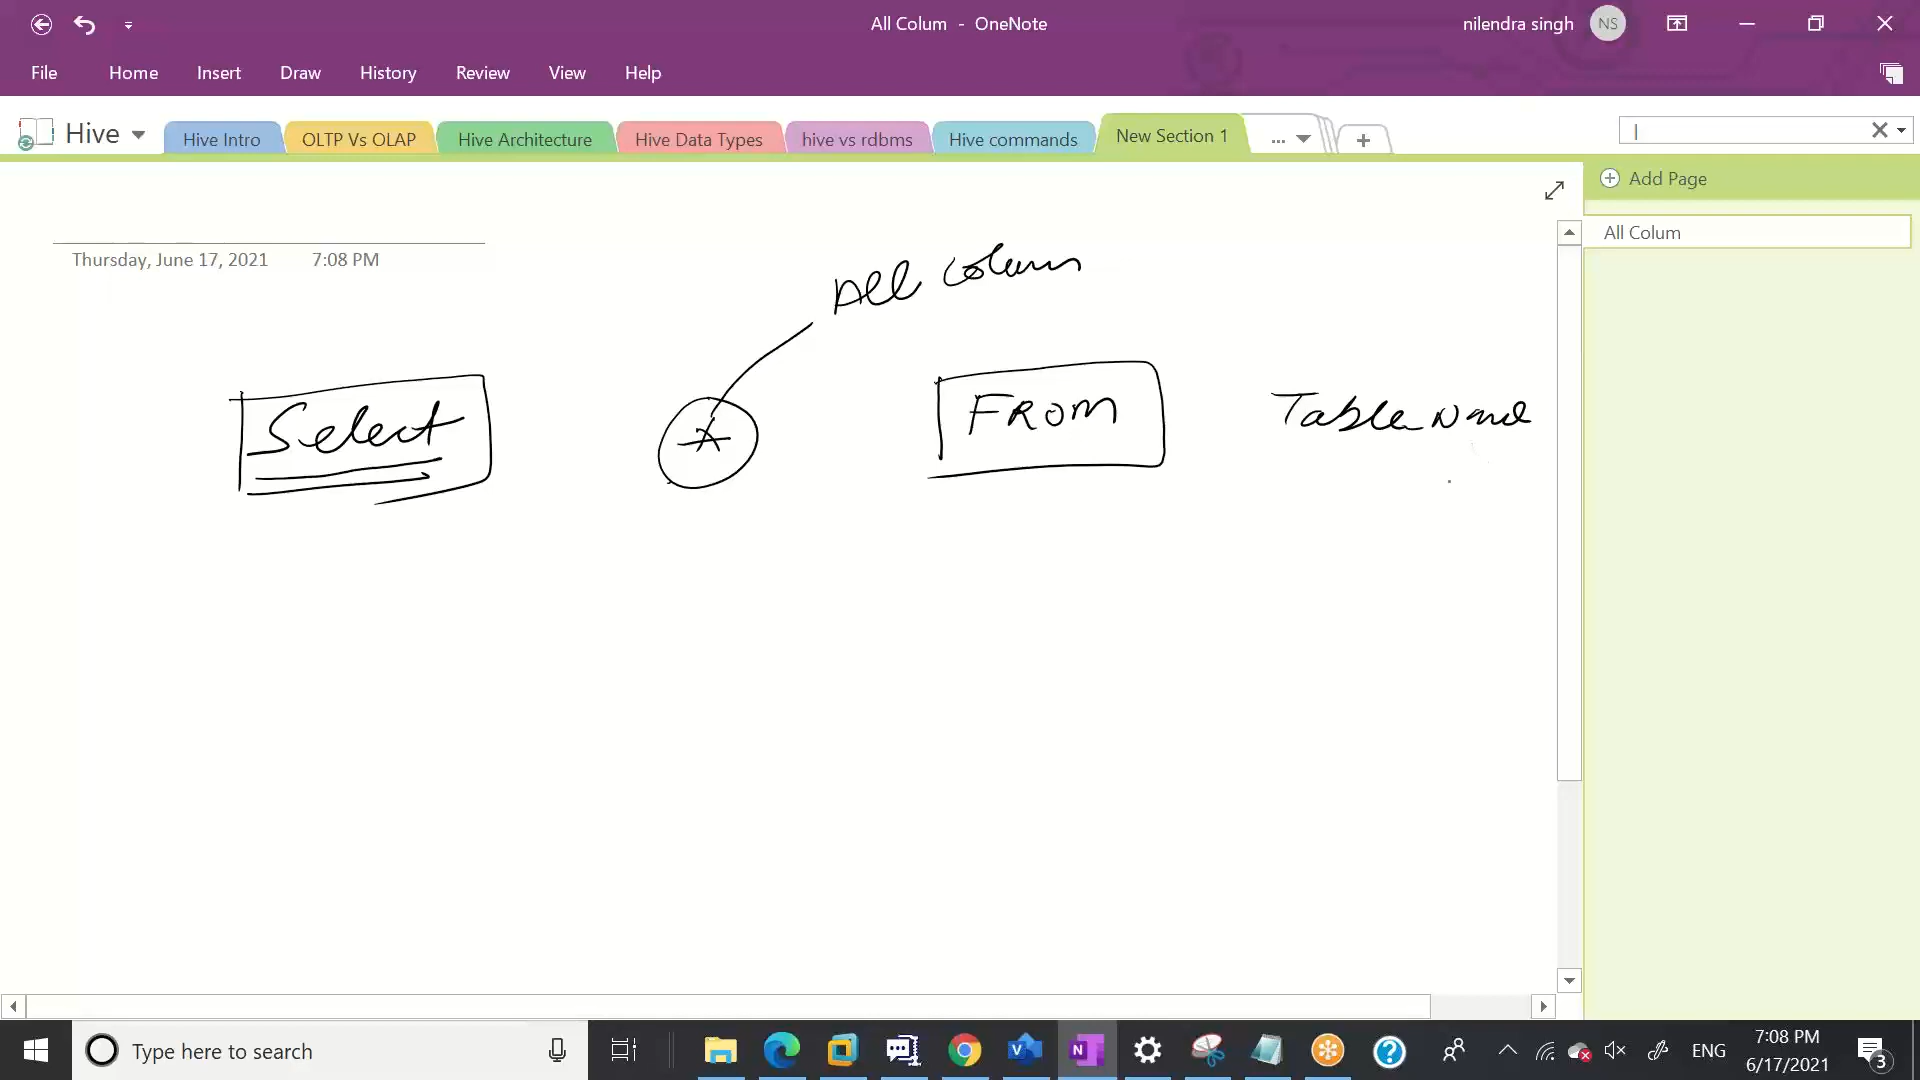 All Colum - OneNote
nilendra singh NS
File Home Insert Draw History Review View Help
Hive Hive Intro OLTP Vs OLAP Hive Architecture Hive Data Types hive vs rdbms Hive commands New Section 1 ...
Add Page
All Colum
Thursday, June 17, 2021 7:08 PM
All Colum
Select * FROM Table Name
Type here to search
ENG
7:08 PM
6/17/2021
3